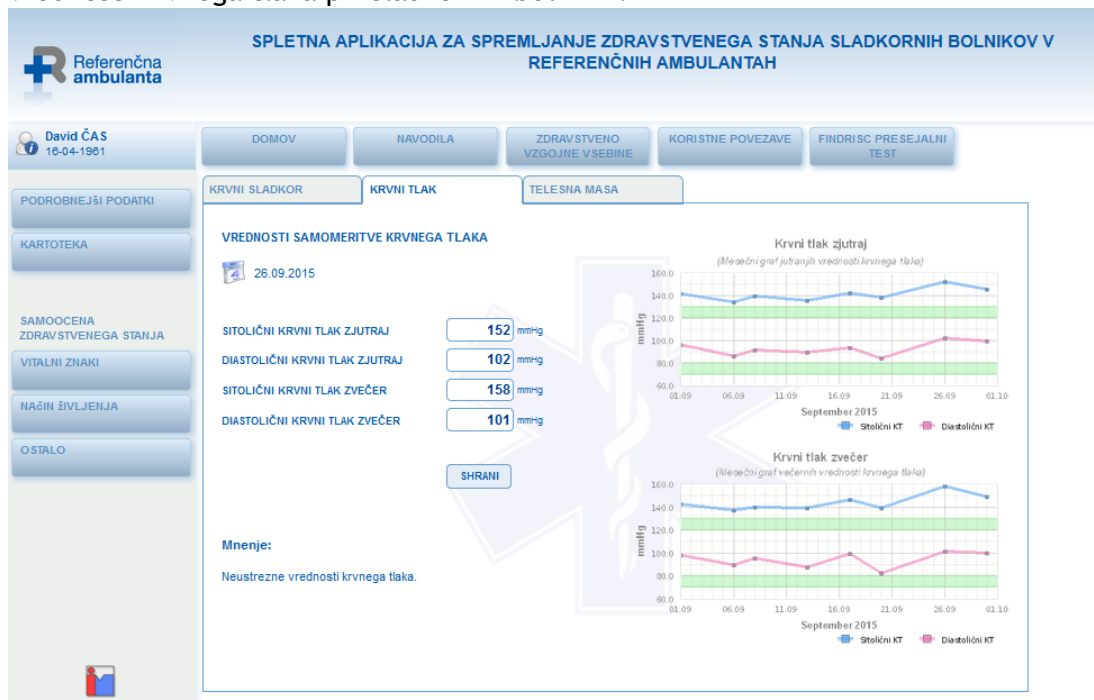 SPLETNA APLIKACIJA ZA SPREMLJANJE ZDRAVSTVENEGA STANJA SLADKORNIH BOLNIKOV V
REFERENČNIH AMBULANTAH
Referenčna
ambulanta
David ČAS
16-04-1961
DOMOV
NAVODILA
ZDRAVSTVENO
VZGOJNE VSEBINE
KORISTNE POVEZAVE
FINDRISC PRESEJALNI
TEST
PODROBNEJši PODATKI
KARTOTEKA
SAMOOCENA
ZDRAVSTVENEGA STANJA
VITALNI ZNAKI
NAčIN žIVLJENJA
OSTALO
KRVNI SLADKOR
KRVNI TLAK
TELESNA MASA
VREDNOSTI SAMOMERITVE KRVNEGA TLAKA
26.09.2015
SITOLIČNI KRVNI TLAK ZJUTRAJ 152 mmHg
DIASTOLIČNI KRVNI TLAK ZJUTRAJ 102 mmHg
SITOLIČNI KRVNI TLAK ZVEČER 158 mmHg
DIASTOLIČNI KRVNI TLAK ZVEČER 101 mmHg
SHRANI
Mnenje:
Neustrezne vrednosti krvnega tlaka.
Krvni tlak zjutraj
(Mesečni graf jutranjih vrednosti krvnega tlaka)
160.0
140.0
120.0
100.0
80.0
60.0
mmHg
01.09 06.09 11.09 16.09 21.09 26.09 01.10
September 2015
Sitolični KT Diastolični KT
Krvni tlak zvečer
(Mesečni graf večernih vrednosti krvnega tlaka)
160.0
140.0
120.0
100.0
80.0
60.0
mmHg
01.09 06.09 11.09 16.09 21.09 26.09 01.10
September 2015
Sitolični KT Diastolični KT